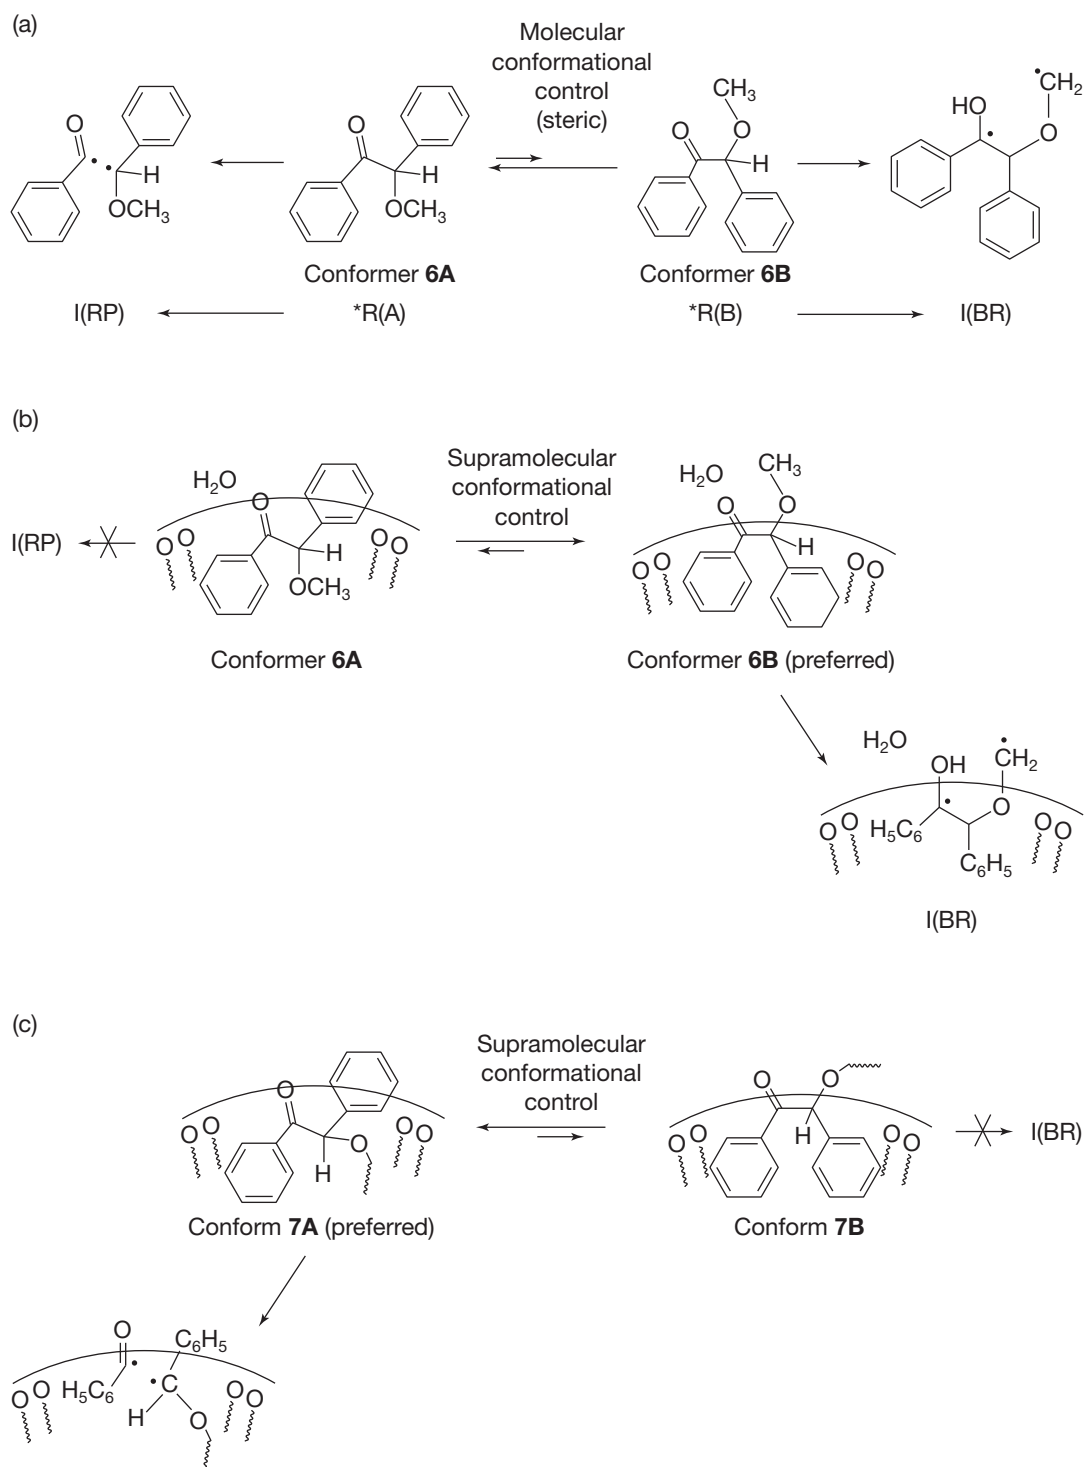 (a)
Molecular
conformational
control
(steric)
O
H
OCH₃
O
H
OCH₃
CH₃
O
O
H
HO
•
•CH₂
O
Conformer 6A
Conformer 6B
I(RP)
*R(A)
*R(B)
I(BR)
(b)
Supramolecular
conformational
control
I(RP)
H₂O
O
H
OCH₃
O O
O O
H₂O
CH₃
O
O
H
O O
O O
Conformer 6A
Conformer 6B (preferred)
H₂O
OH
•CH₂
•
O
H₅C₆
C₆H₅
O O
O O
I(BR)
(c)
Supramolecular
conformational
control
O
O
H
O O
O O
O
O
H
O O
O O
I(BR)
Conform 7A (preferred)
Conform 7B
O
C₆H₅
•
•C
H₅C₆
H
O
O O
O O